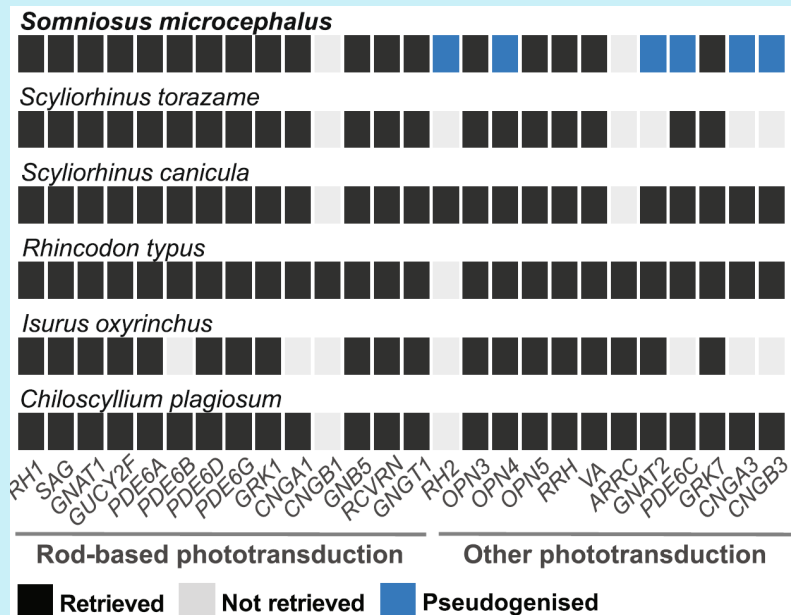 Somniosus microcephalus
Scyliorhinus torazame
Scyliorhinus canicula
Rhincodon typus
Isurus oxyrinchus
Chiloscyllium plagiosum
RH1 SAG GNAT1 GUCY2F PDE6A PDE6B PDE6D PDE6G GRK1 CNGA1 CNGB1 GNB5 RCVRN GNGT1 RH2 OPN3 OPN4 OPN5 RRH VA ARRC GNAT2 PDE6C GRK7 CNGA3 CNGB3
Rod-based phototransduction Other phototransduction
Retrieved Not retrieved Pseudogenised